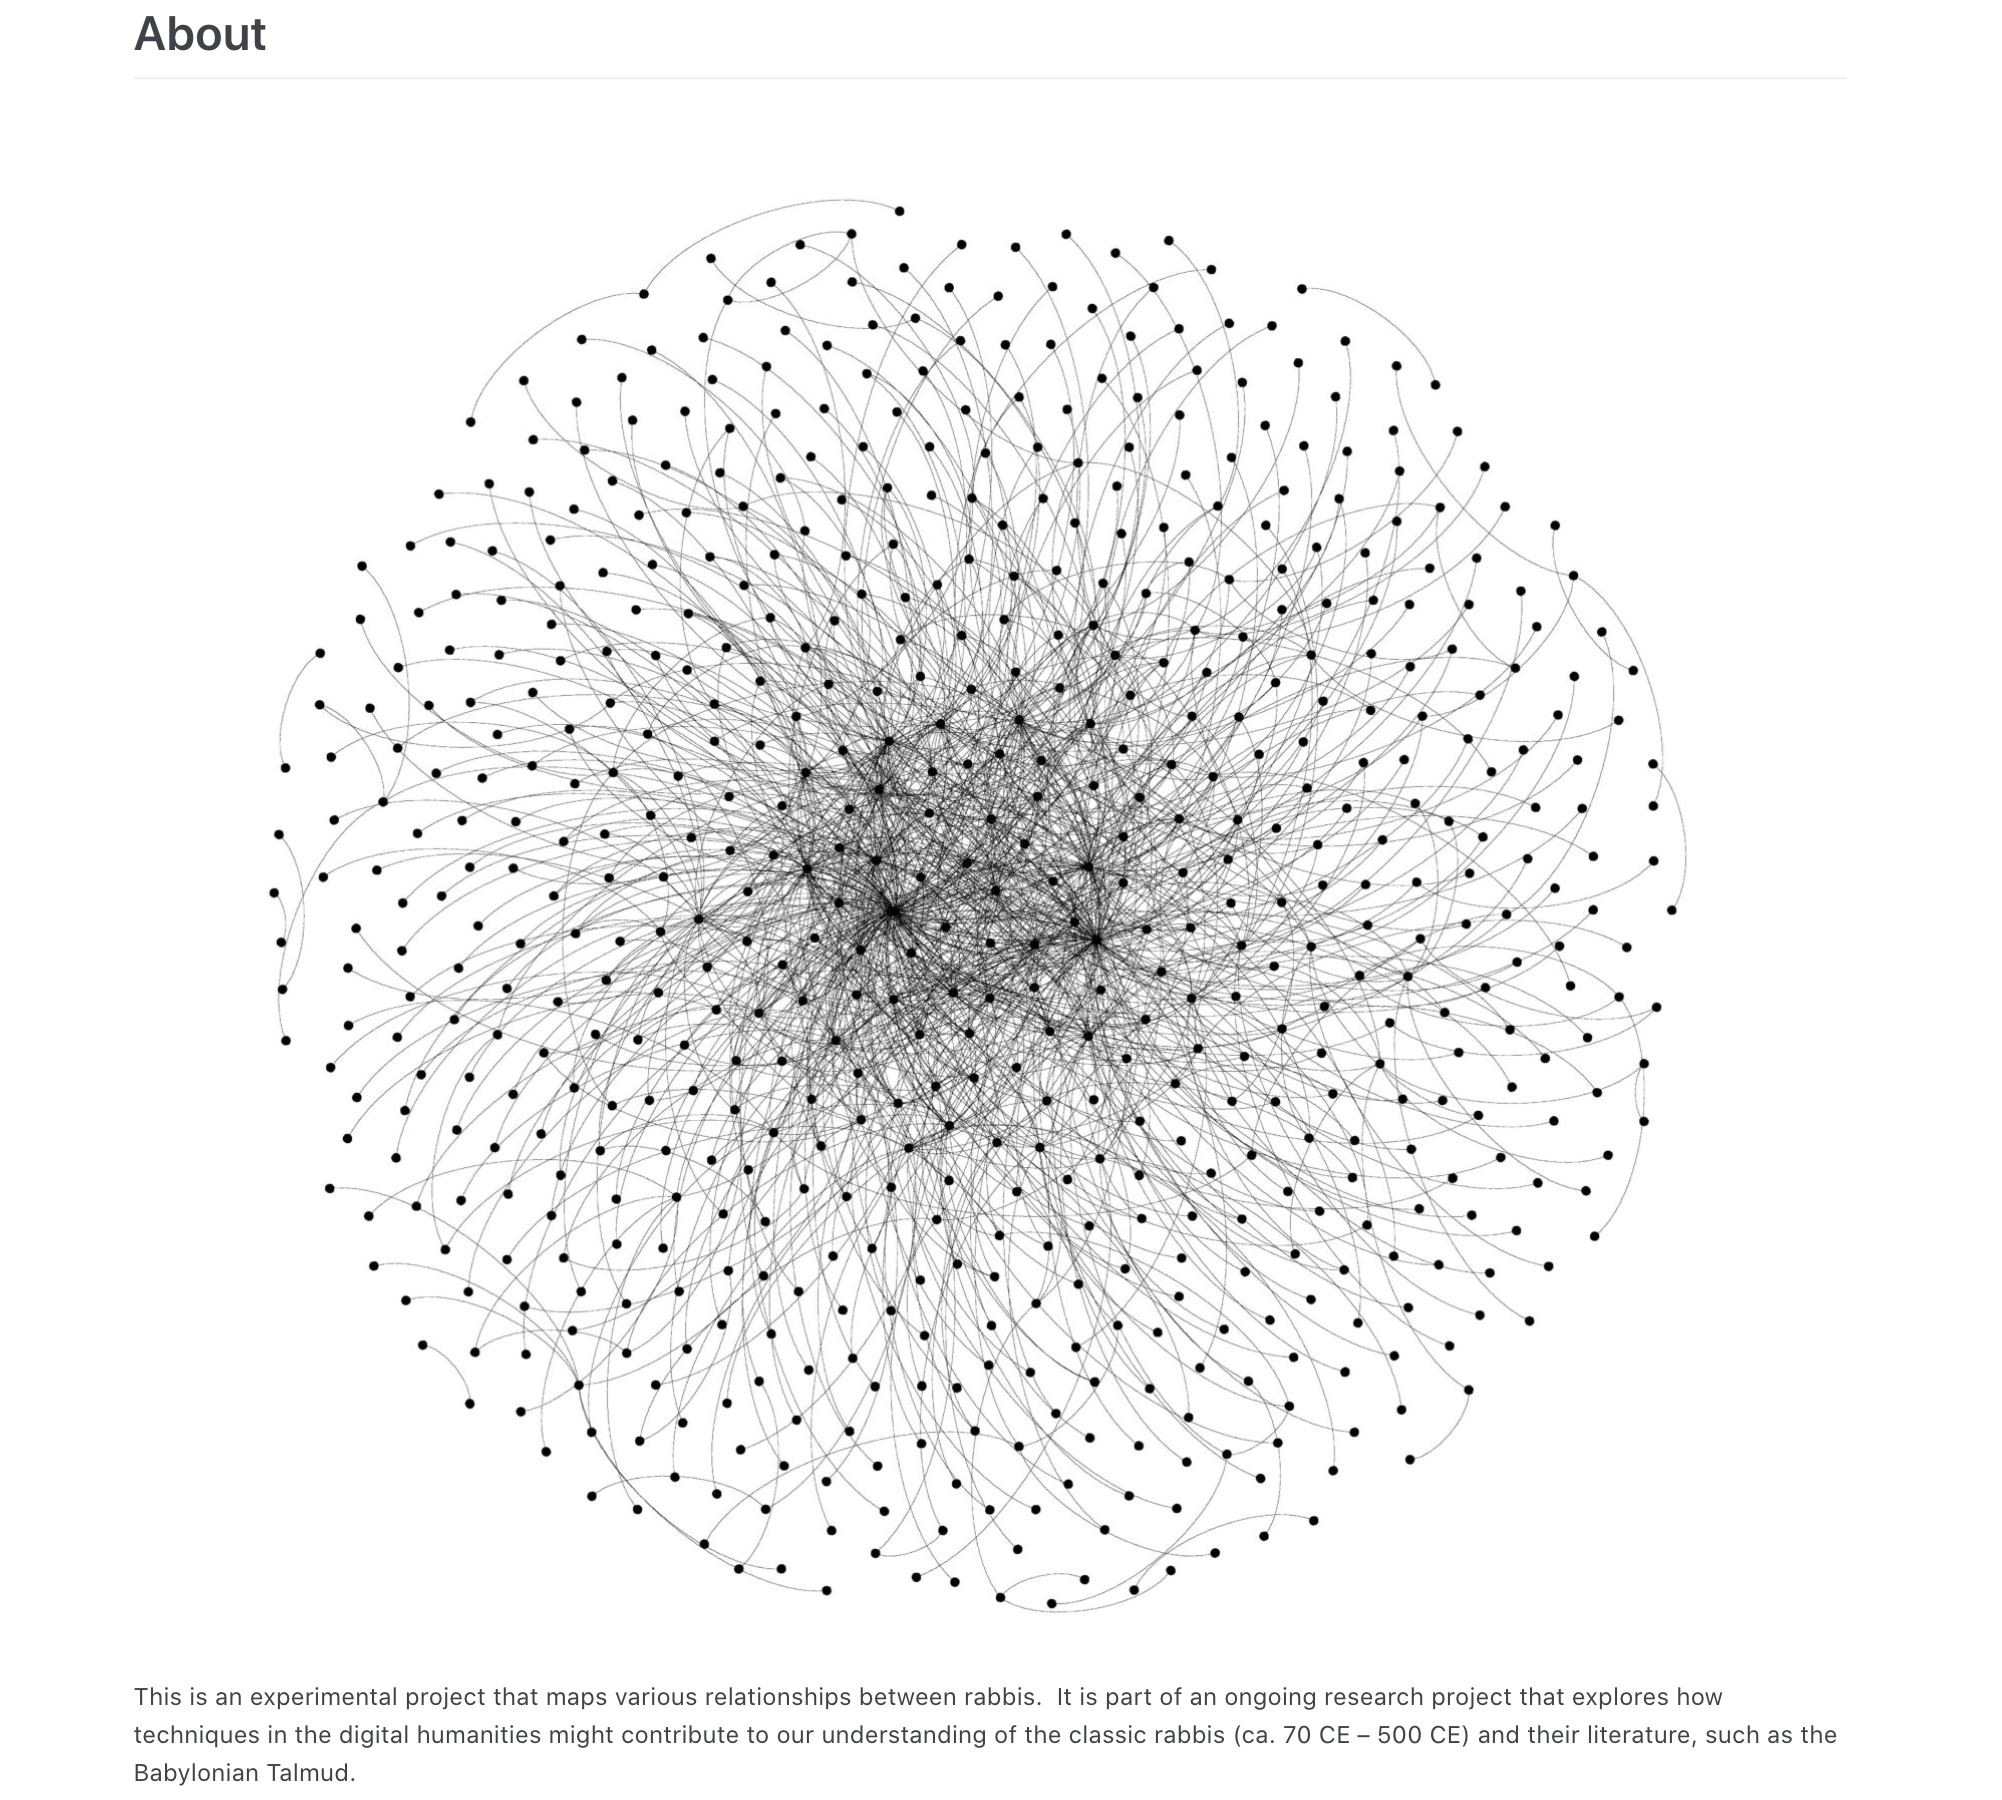 About
This is an experimental project that maps various relationships between rabbis.  It is part of an ongoing research project that explores how
techniques in the digital humanities might contribute to our understanding of the classic rabbis (ca. 70 CE – 500 CE) and their literature, such as the
Babylonian Talmud.